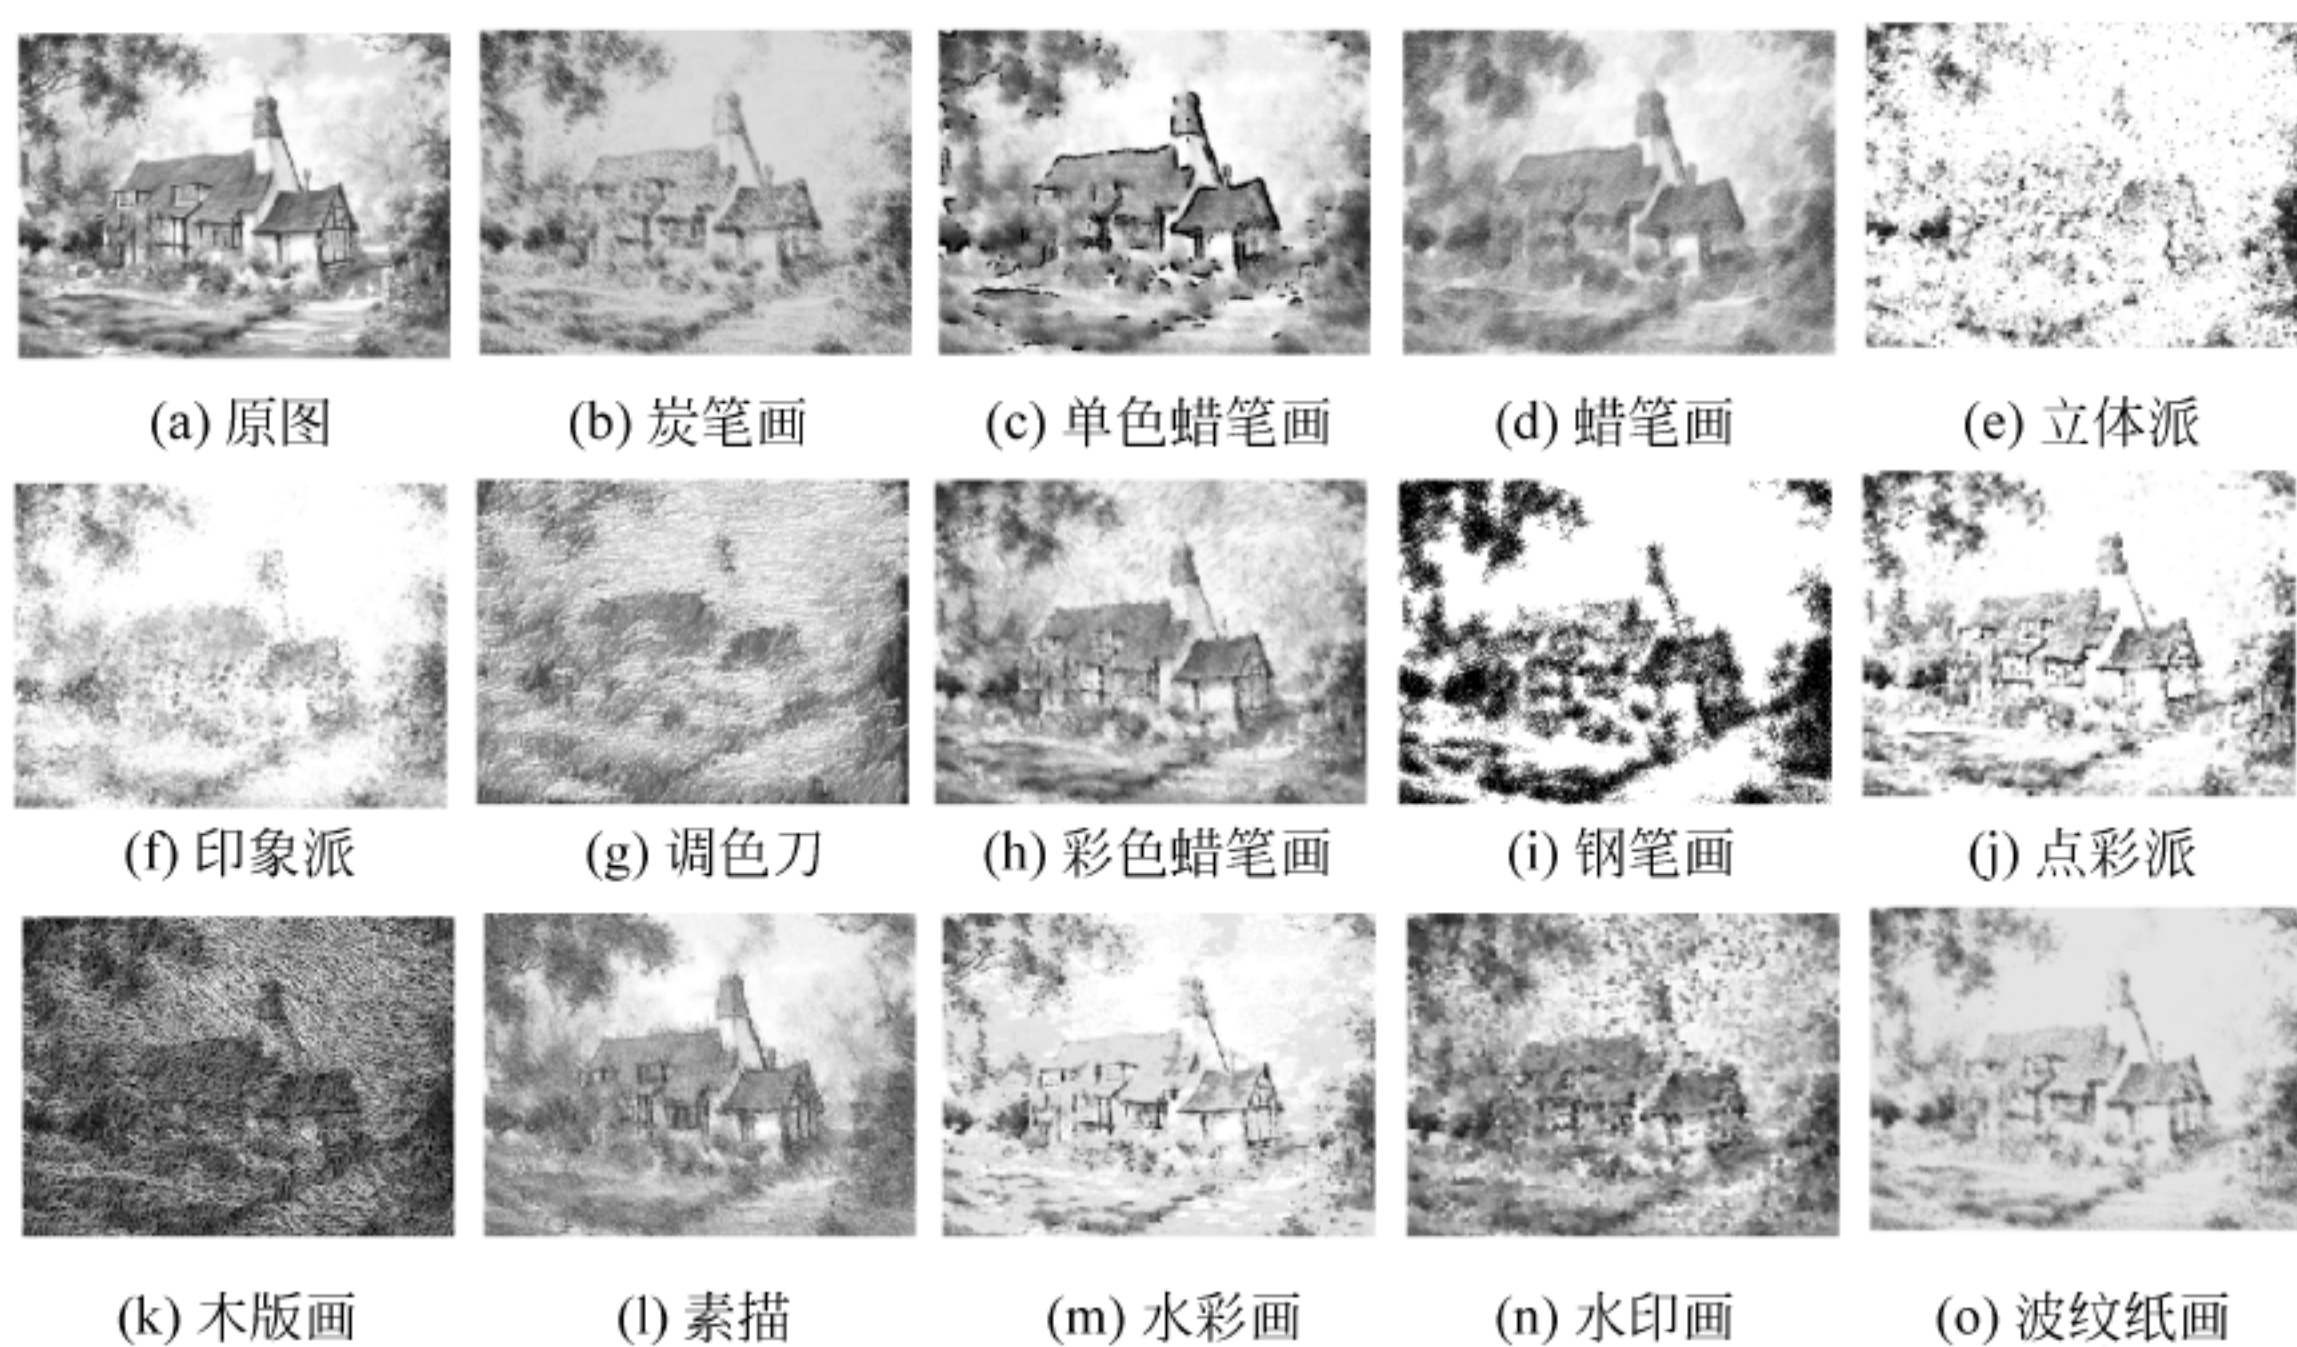 (a) 原图 (b) 炭笔画 (c) 单色蜡笔画 (d) 蜡笔画 (e) 立体派
(f) 印象派 (g) 调色刀 (h) 彩色蜡笔画 (i) 钢笔画 (j) 点彩派
(k) 木版画 (l) 素描 (m) 水彩画 (n) 水印画 (o) 波纹纸画